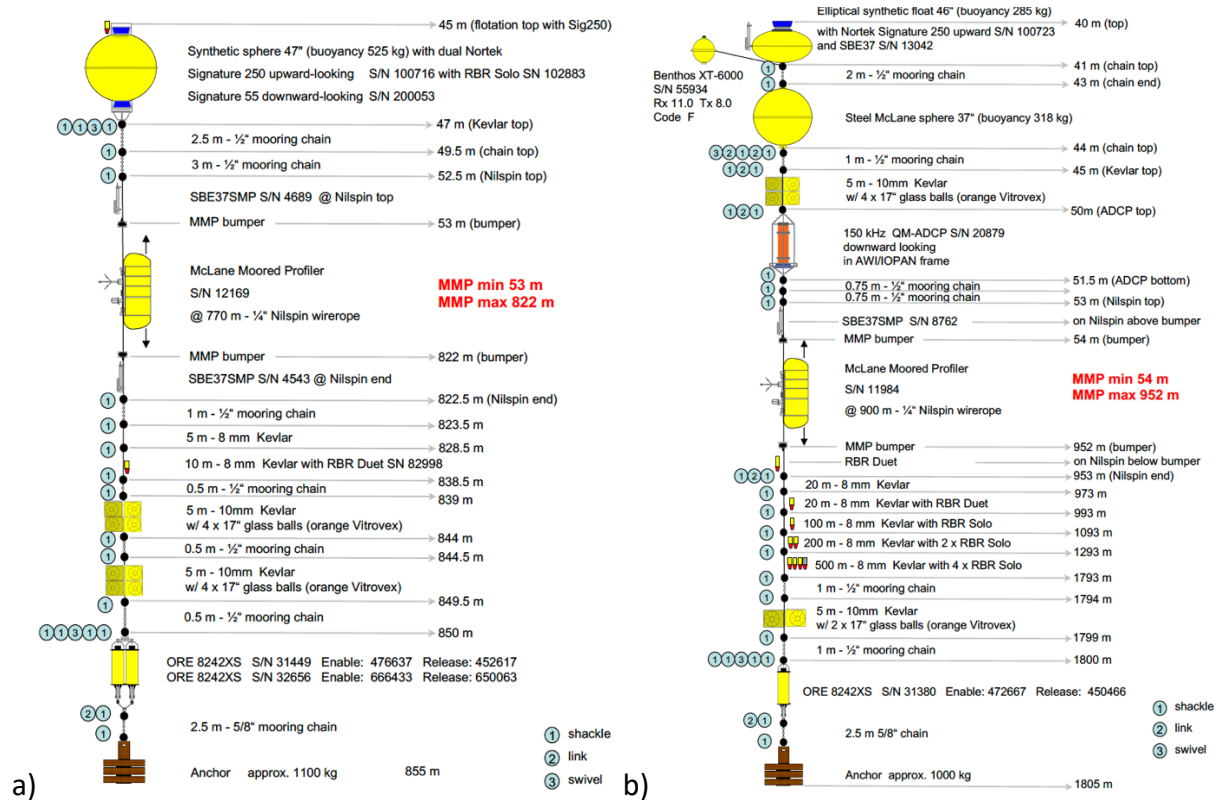 45 m (flotation top with Sig250)
Synthetic sphere 47" (buoyancy 525 kg) with dual Nortek
Signature 250 upward-looking S/N 100716 with RBR Solo SN 102883
Signature 55 downward-looking S/N 200053
1 1 3 1
47 m (Kevlar top)
2.5 m - ½" mooring chain
1
49.5 m (chain top)
3 m - ½" mooring chain
1
52.5 m (Nilspin top)
SBE37SMP S/N 4689 @ Nilspin top
MMP bumper
53 m (bumper)
McLane Moored Profiler
S/N 12169
@ 770 m - ¼" Nilspin wirerope
MMP min 53 m
MMP max 822 m
MMP bumper
822 m (bumper)
SBE37SMP S/N 4543 @ Nilspin end
1
822.5 m (Nilspin end)
1 m - ½" mooring chain
1
823.5 m
5 m - 8 mm Kevlar
1
828.5 m
10 m - 8 mm Kevlar with RBR Duet SN 82998
1
838.5 m
0.5 m - ½" mooring chain
1
839 m
5 m - 10mm Kevlar
w/ 4 x 17" glass balls (orange Vitrovex)
1
844 m
0.5 m - ½" mooring chain
1
844.5 m
5 m - 10mm Kevlar
w/ 4 x 17" glass balls (orange Vitrovex)
1
849.5 m
0.5 m - ½" mooring chain
1 1 3 1 1
850 m
ORE 8242XS S/N 31449 Enable: 476637 Release: 452617
ORE 8242XS S/N 32656 Enable: 666433 Release: 650063
2 1
2.5 m - 5/8" mooring chain
1
Anchor approx. 1100 kg
855 m
1 shackle
2 link
3 swivel
a)
Elliptical synthetic float 46" (buoyancy 285 kg)
40 m (top)
with Nortek Signature 250 upward S/N 100723
and SBE37 S/N 13042
Benthos XT-6000
S/N 55934
Rx 11.0 Tx 8.0
Code F
1
41 m (chain top)
2 m - ½" mooring chain
1
43 m (chain end)
Steel McLane sphere 37" (buoyancy 318 kg)
3 2 1 2 1
44 m (chain top)
1 m - ½" mooring chain
1 2 1
45 m (Kevlar top)
5 m - 10mm Kevlar
w/ 4 x 17" glass balls (orange Vitrovex)
1 2 1
50m (ADCP top)
150 kHz QM-ADCP S/N 20879
downward looking
in AWI/IOPAN frame
1
51.5 m (ADCP bottom)
0.75 m - ½" mooring chain
1
0.75 m - ½" mooring chain
1
53 m (Nilspin top)
SBE37SMP S/N 8762
on Nilspin above bumper
MMP bumper
54 m (bumper)
McLane Moored Profiler
S/N 11984
@ 900 m - ¼" Nilspin wirerope
MMP min 54 m
MMP max 952 m
MMP bumper
952 m (bumper)
RBR Duet
on Nilspin below bumper
1 2 1
953 m (Nilspin end)
20 m - 8 mm Kevlar
1
973 m
20 m - 8 mm Kevlar with RBR Duet
1
993 m
100 m - 8 mm Kevlar with RBR Solo
1
1093 m
200 m - 8 mm Kevlar with 2 x RBR Solo
1
1293 m
500 m - 8 mm Kevlar with 4 x RBR Solo
1
1793 m
1 m - ½" mooring chain
1
1794 m
5 m - 10mm Kevlar
w/ 2 x 17" glass balls (orange Vitrovex)
1
1799 m
1 m - ½" mooring chain
1 1 3 1 1
1800 m
ORE 8242XS S/N 31380 Enable: 472667 Release: 450466
2 1
2.5 m 5/8" chain
1
Anchor approx. 1000 kg
1805 m
1 shackle
2 link
3 swivel
b)